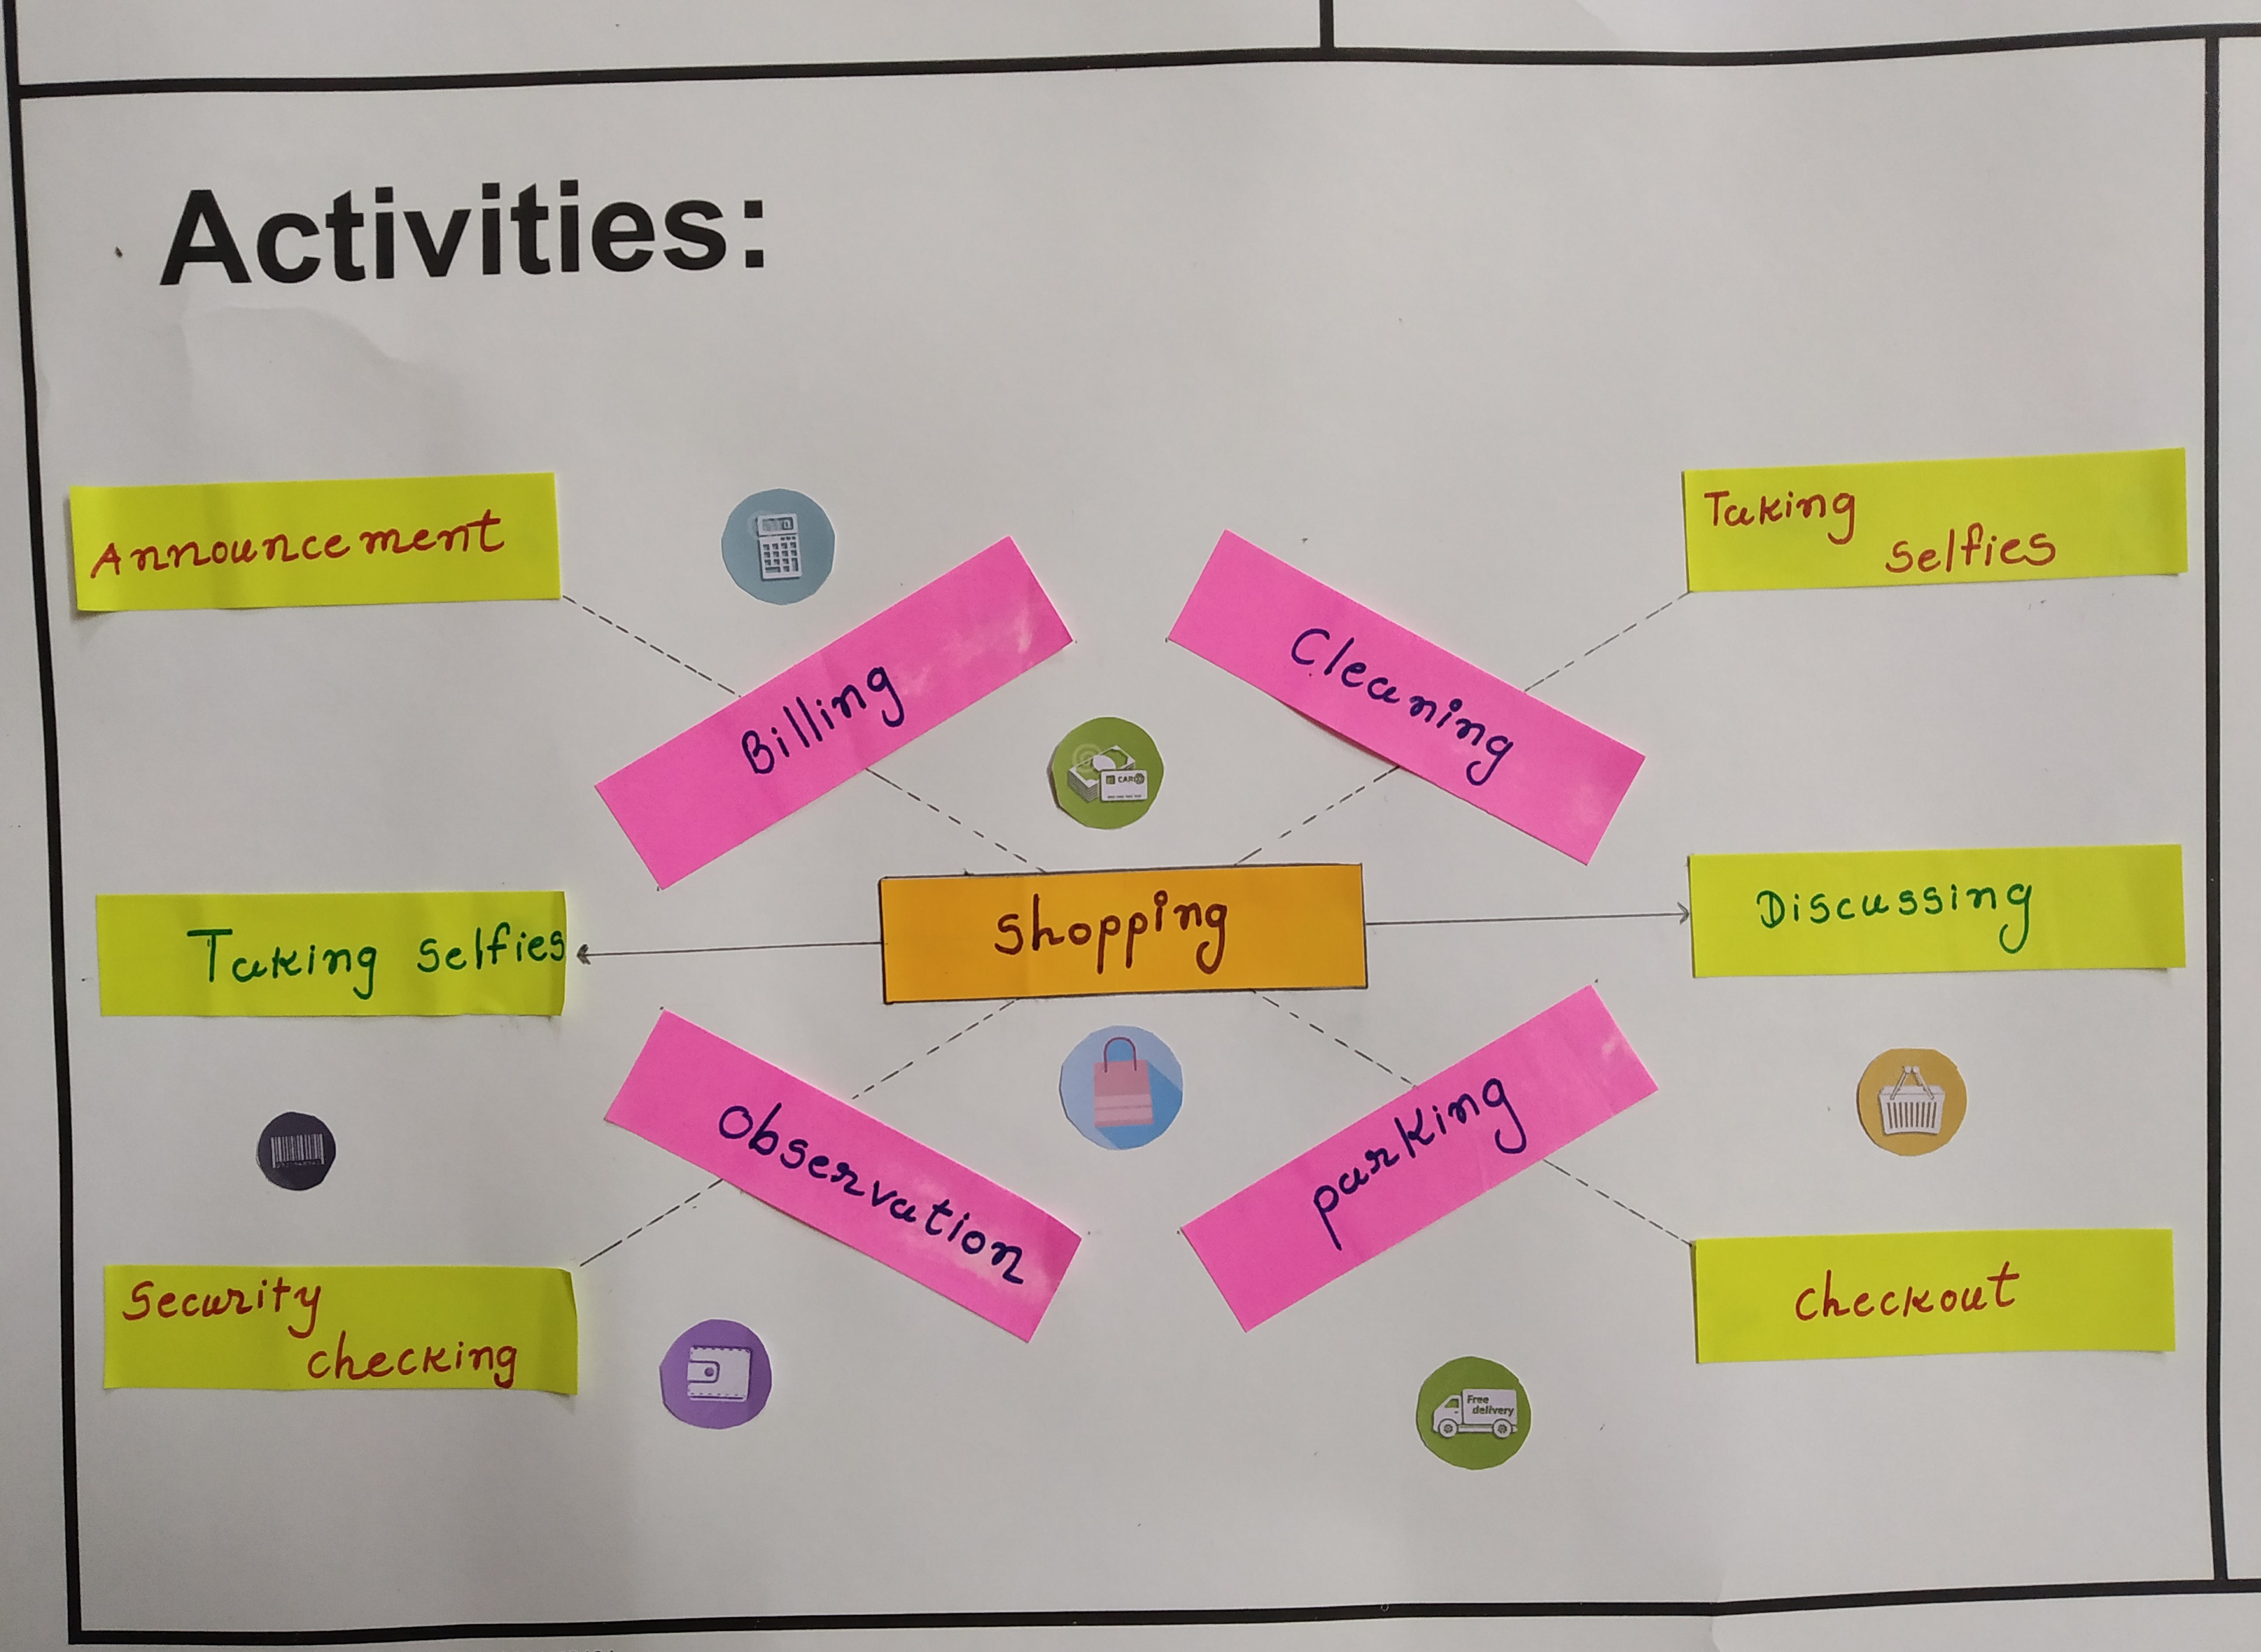 Activities:
Announcement
Taking
selfies
Billing
Cleaning
CARD
shopping
Taking selfies
Discussing
observation
parking
Security
checking
checkout
Free
delivery